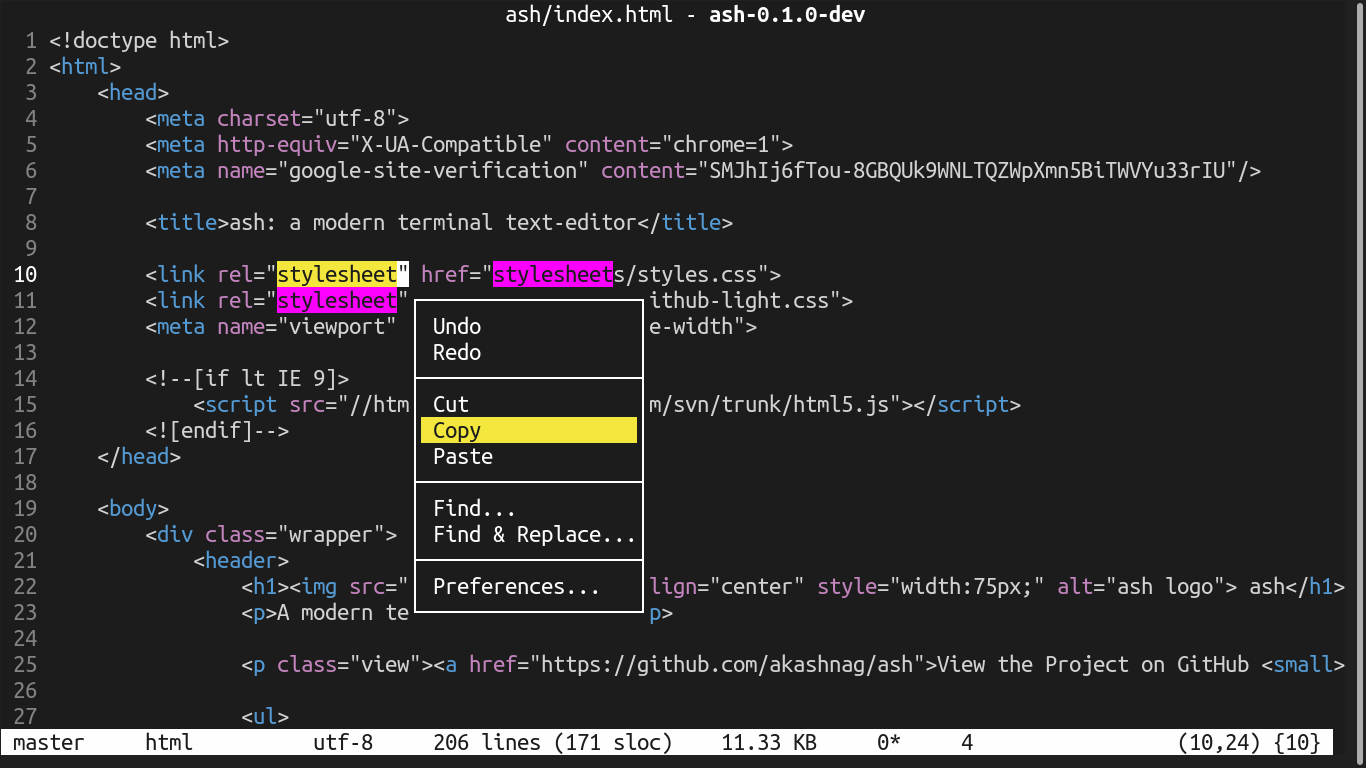 ash/index.html - ash-0.1.0-dev
1 <!doctype html>
2 <html>
3     <head>
4         <meta charset="utf-8">
5         <meta http-equiv="X-UA-Compatible" content="chrome=1">
6         <meta name="google-site-verification" content="SMJhIj6fTou-8GBQUk9WNLTQZWpXmn5BiTWVYu33rIU"/>
7
8         <title>ash: a modern terminal text-editor</title>
9
10         <link rel="stylesheet" href="stylesheets/styles.css">
11         <link rel="stylesheet" ithub-light.css">
12         <meta name="viewport" Undo e-width">
13 Redo
14         <!--[if lt IE 9]>
15             <script src="//htm Cut m/svn/trunk/html5.js"></script>
16         <![endif]--> Copy
17     </head> Paste
18
19     <body> Find...
20         <div class="wrapper"> Find & Replace...
21             <header>
22                 <h1><img src=" Preferences... lign="center" style="width:75px;" alt="ash logo"> ash</h1>
23                 <p>A modern te p>
24
25                 <p class="view"><a href="https://github.com/akashnag/ash">View the Project on GitHub <small>
26
27                 <ul>
master html utf-8 206 lines (171 sloc) 11.33 KB 0* 4 (10,24) {10}